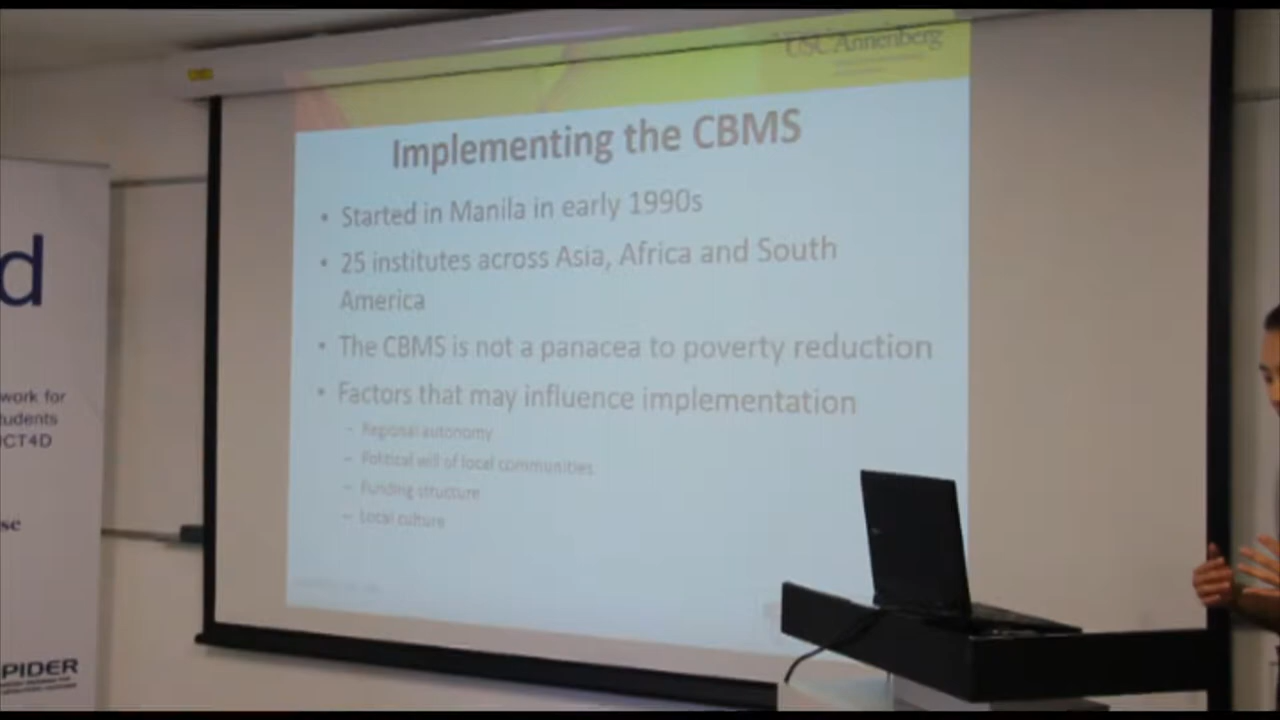 USC Annenberg
Implementing the CBMS
• Started in Manila in early 1990s
• 25 institutes across Asia, Africa and South
America
• The CBMS is not a panacea to poverty reduction
• Factors that may influence implementation
– Regional autonomy
– Political will of local communities
– Funding structure
– Local culture
d
work for
tudents
ICT4D
se
PIDER